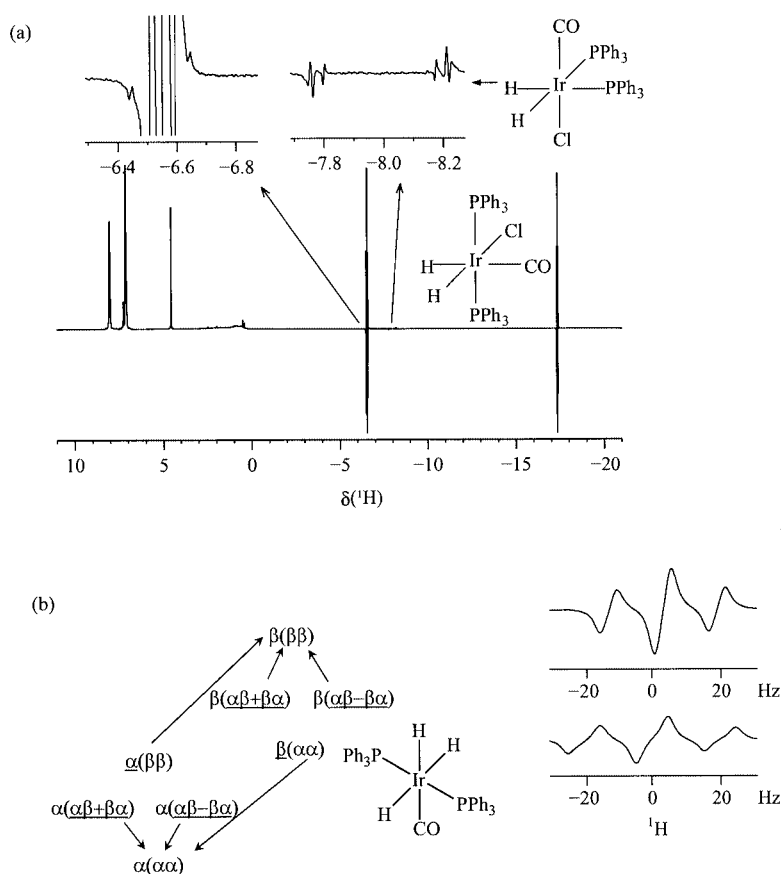 (a)
CO
PPh₃
H
Ir
PPh₃
H
Cl
−6.4
−6.6
−6.8
−7.8
−8.0
−8.2
PPh₃
Cl
H
Ir
CO
H
PPh₃
10
5
0
−5
−10
−15
−20
δ(¹H)
(b)
β(ββ)
β(αβ+βα)
β(αβ−βα)
α(ββ)
β(αα)
α(αβ+βα)
α(αβ−βα)
α(αα)
H
H
Ph₃P
Ir
H
PPh₃
CO
−20
0
20
Hz
−20
0
20
Hz
¹H